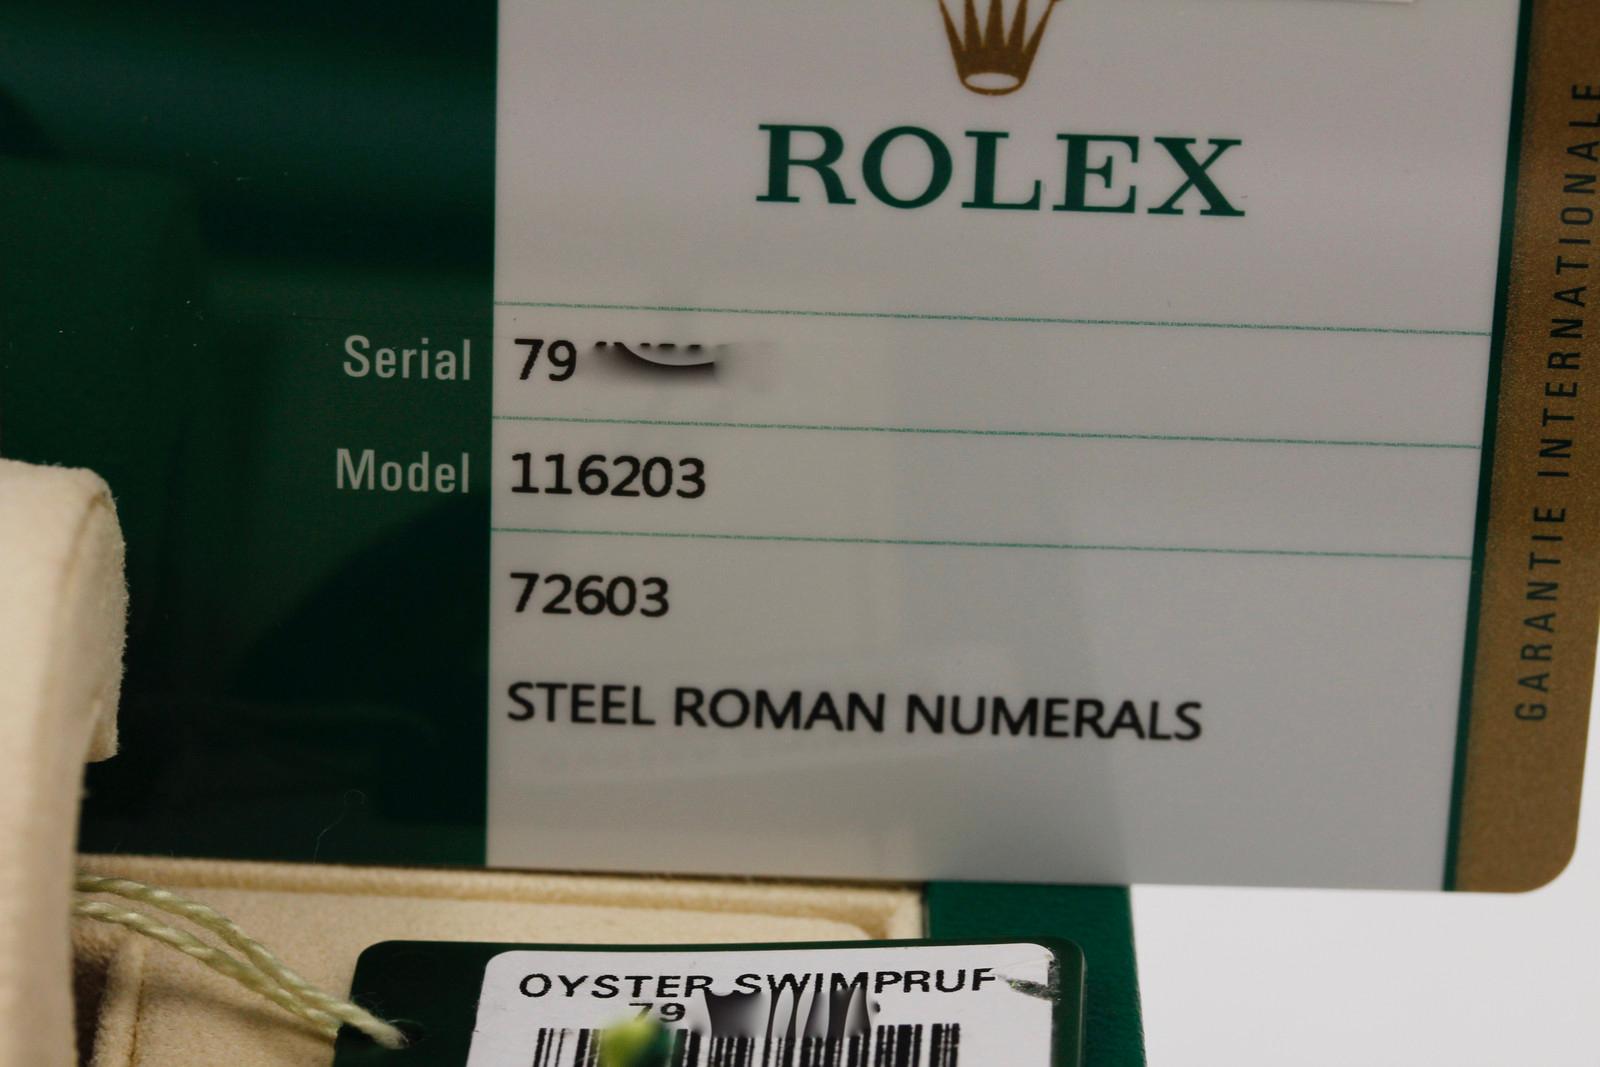 ROLEX
Serial 79
Model 116203
72603
STEEL ROMAN NUMERALS
GARANTIE INTERNATIONALE
OYSTER SWIMPRUF
79